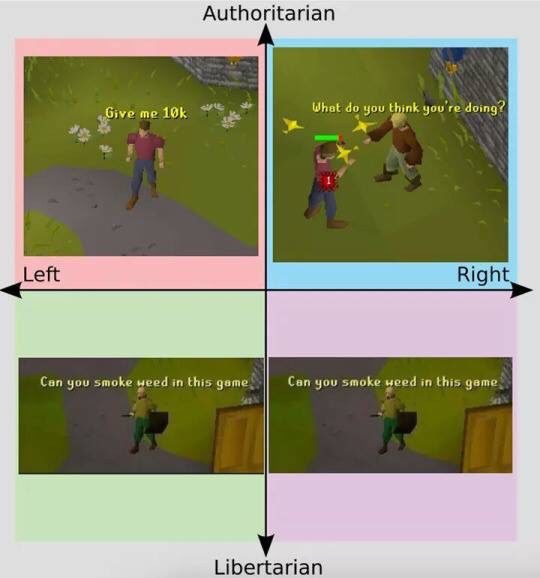 Authoritarian
Give me 10k
What do you think you're doing?
1
Left
Right
Can you smoke weed in this game
Can you smoke weed in this game
Libertarian